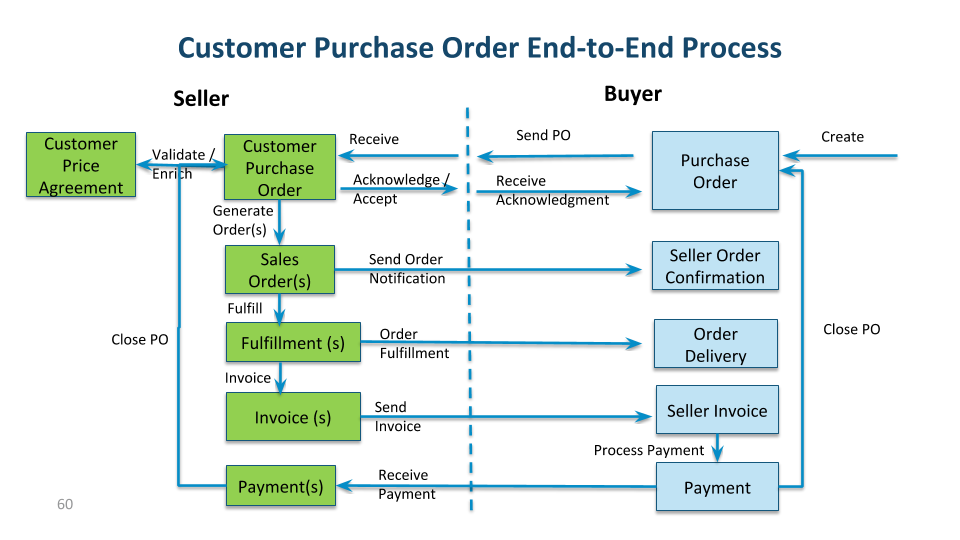 Customer Purchase Order End-to-End Process
Seller
Buyer
Customer
Price
Agreement
Validate /
Enrich
Customer
Purchase
Order
Receive
Send PO
Purchase
Order
Create
Acknowledge /
Accept
Receive
Acknowledgment
Generate
Order(s)
Sales
Order(s)
Send Order
Notification
Seller Order
Confirmation
Fulfill
Close PO
Fulfillment (s)
Order
Fulfillment
Order
Delivery
Close PO
Invoice
Invoice (s)
Send
Invoice
Seller Invoice
Process Payment
Payment(s)
Receive
Payment
Payment
60